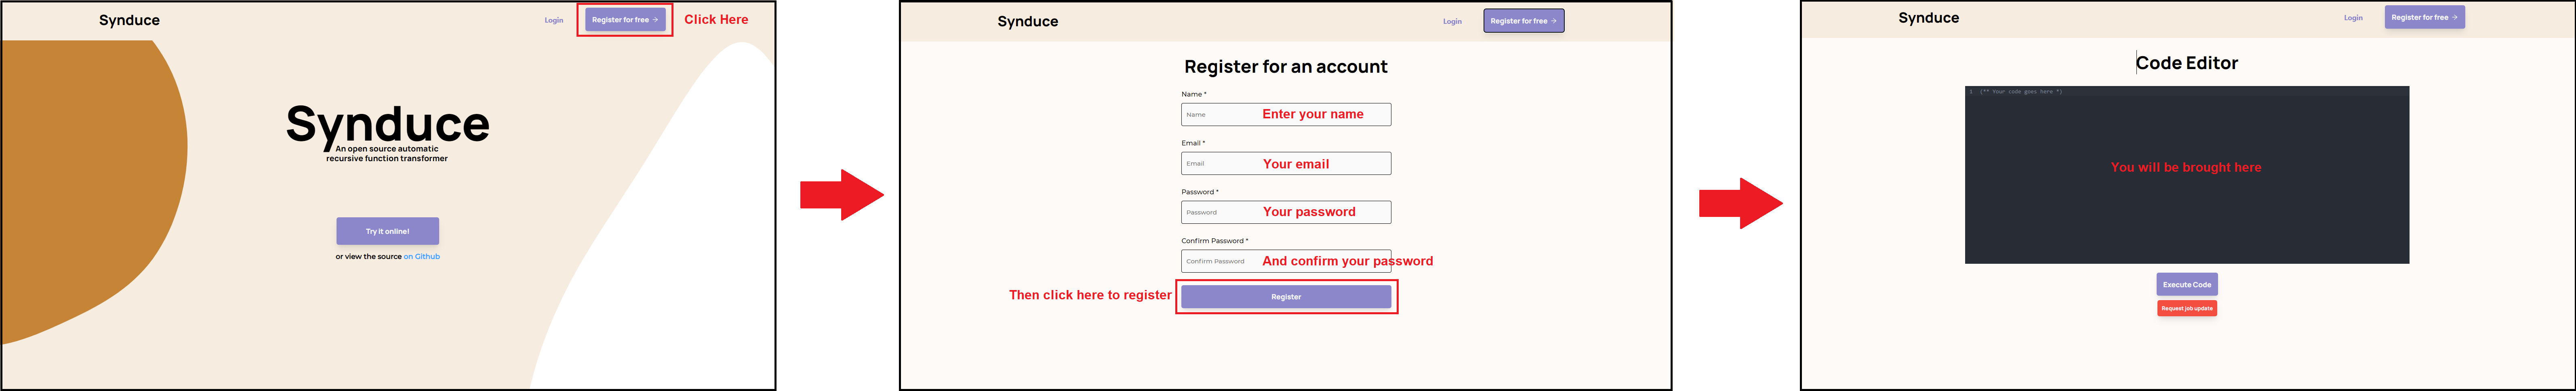 Synduce
Login
Register for free →
Click Here
Synduce
An open source automatic
recursive function transformer
Try it online!
or view the source on Github
Synduce
Login
Register for free →
Register for an account
Name *
Name
Enter your name
Email *
Email
Your email
Password *
Password
Your password
Confirm Password *
Confirm Password
And confirm your password
Then click here to register
Register
Synduce
Login
Register for free →
Code Editor
1 (** Your code goes here *)
You will be brought here
Execute Code
Request job update